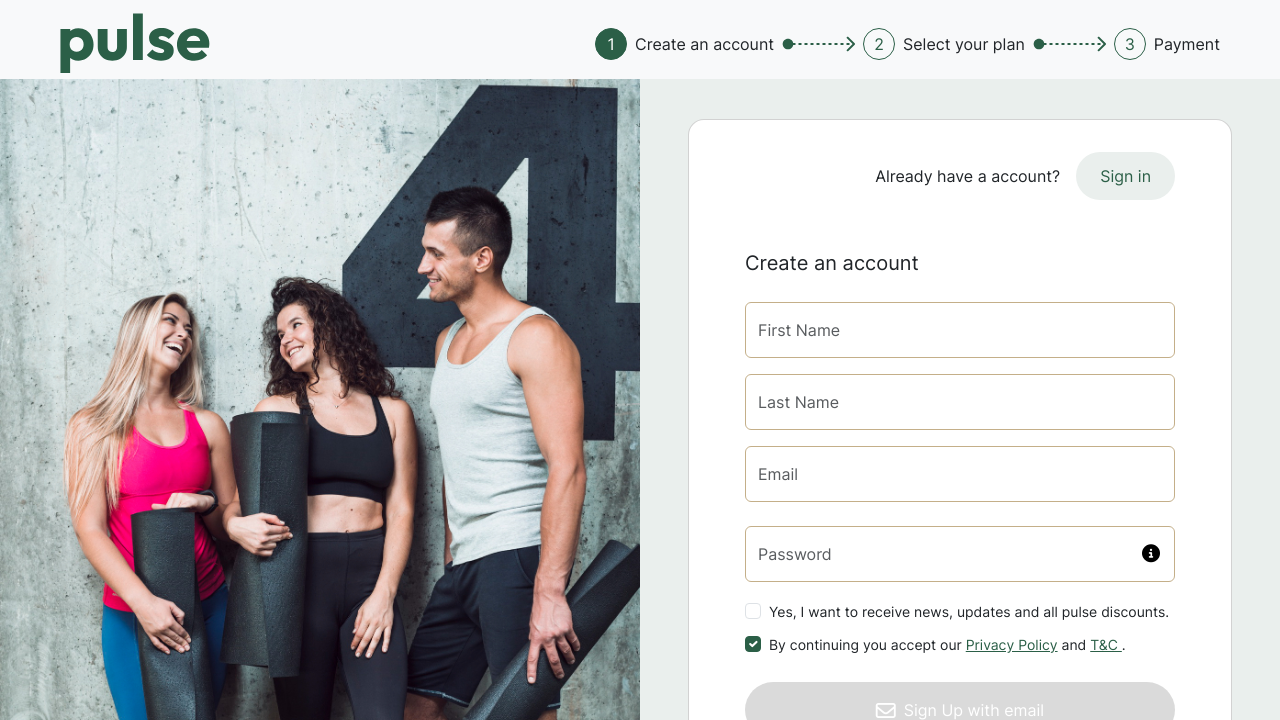 pulse
1 Create an account 2 Select your plan 3 Payment
4
Already have a account? Sign in
Create an account
First Name
Last Name
Email
Password
Yes, I want to receive news, updates and all pulse discounts.
By continuing you accept our Privacy Policy and T&C .
Sign Up with email